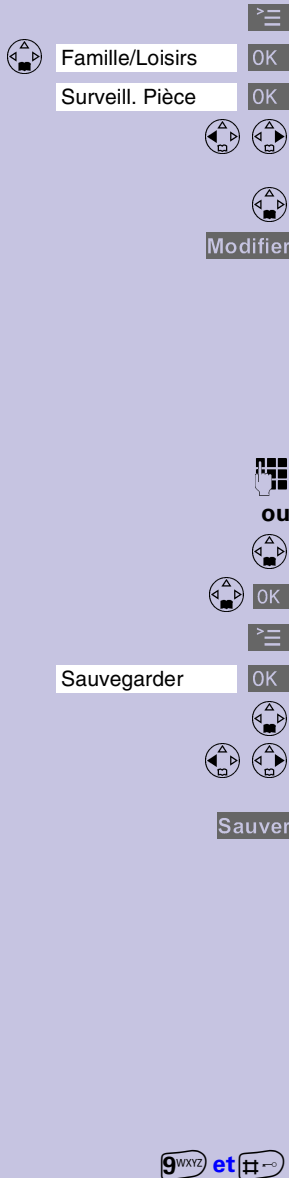 Famille/Loisirs OK
Surveill. Pièce OK
Modifier
ou
OK
Sauvegarder OK
Sauver
9WXYZ et #